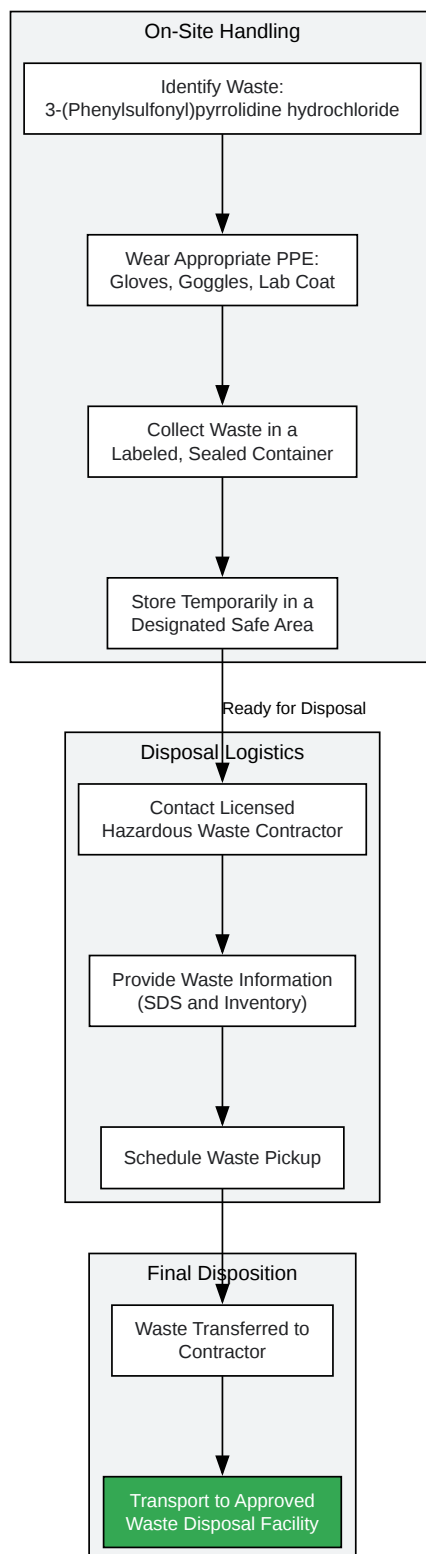 On-Site Handling
Identify Waste:
3-(Phenylsulfonyl)pyrrolidine hydrochloride
Wear Appropriate PPE:
Gloves, Goggles, Lab Coat
Collect Waste in a
Labeled, Sealed Container
Store Temporarily in a
Designated Safe Area
Ready for Disposal
Disposal Logistics
Contact Licensed
Hazardous Waste Contractor
Provide Waste Information
(SDS and Inventory)
Schedule Waste Pickup
Final Disposition
Waste Transferred to
Contractor
Transport to Approved
Waste Disposal Facility